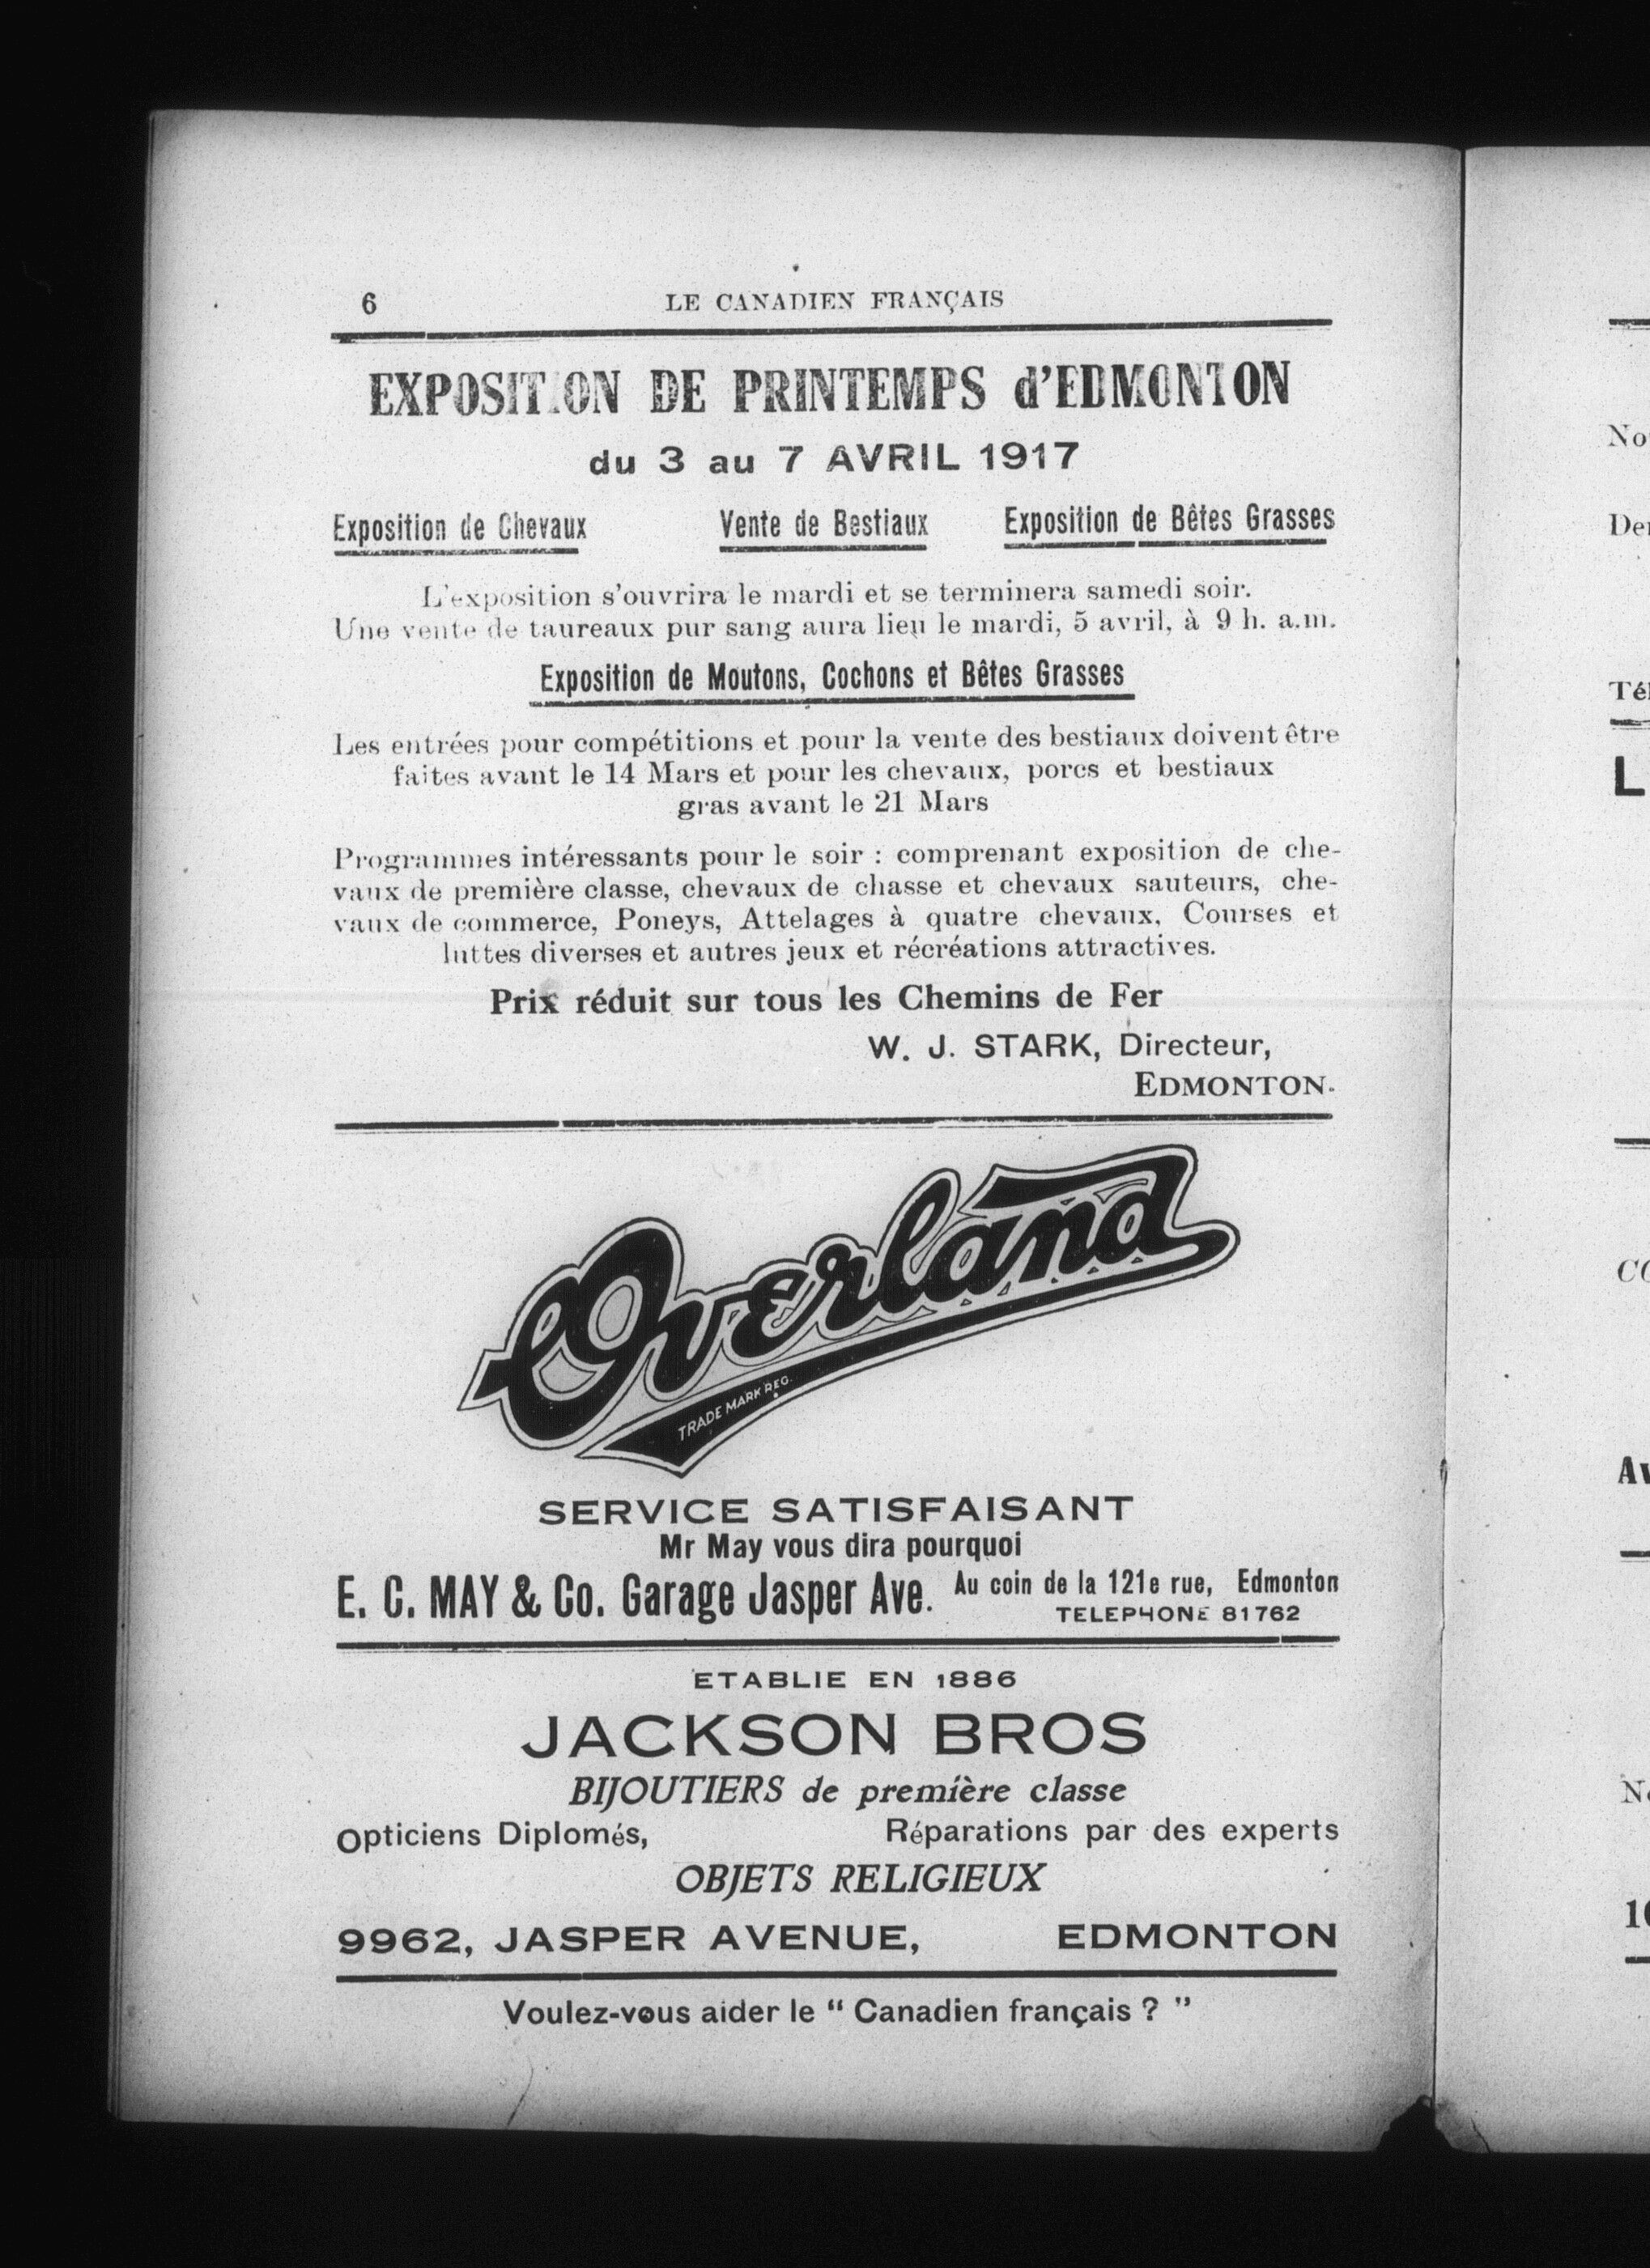 6 LE CANADIEN FRANÇAIS
EXPOSITION DE PRINTEMPS d'EDMONTON
du 3 au 7 AVRIL 1917
Exposition de Chevaux Vente de Bestiaux Exposition de Bêtes Grasses
L'exposition s'ouvrira le mardi et se terminera samedi soir.
Une vente de taureaux pur sang aura lieu le mardi, 5 avril, à 9 h. a.m.
Exposition de Moutons, Cochons et Bêtes Grasses
Les entrées pour compétitions et pour la vente des bestiaux doivent être
faites avant le 14 Mars et pour les chevaux, porcs et bestiaux
gras avant le 21 Mars
Programmes intéressants pour le soir : comprenant exposition de che-
vaux de première classe, chevaux de chasse et chevaux sauteurs, che-
vaux de commerce, Poneys, Attelages à quatre chevaux, Courses et
luttes diverses et autres jeux et récréations attractives.
Prix réduit sur tous les Chemins de Fer
W. J. STARK, Directeur,
EDMONTON.
Overland
TRADE MARK REG.
SERVICE SATISFAISANT
Mr May vous dira pourquoi
E. C. MAY & Co. Garage Jasper Ave. Au coin de la 121e rue, Edmonton
TELEPHONE 81762
ETABLIE EN 1886
JACKSON BROS
BIJOUTIERS de première classe
Opticiens Diplomés, Réparations par des experts
OBJETS RELIGIEUX
9962, JASPER AVENUE, EDMONTON
Voulez-vous aider le “ Canadien français ? ”